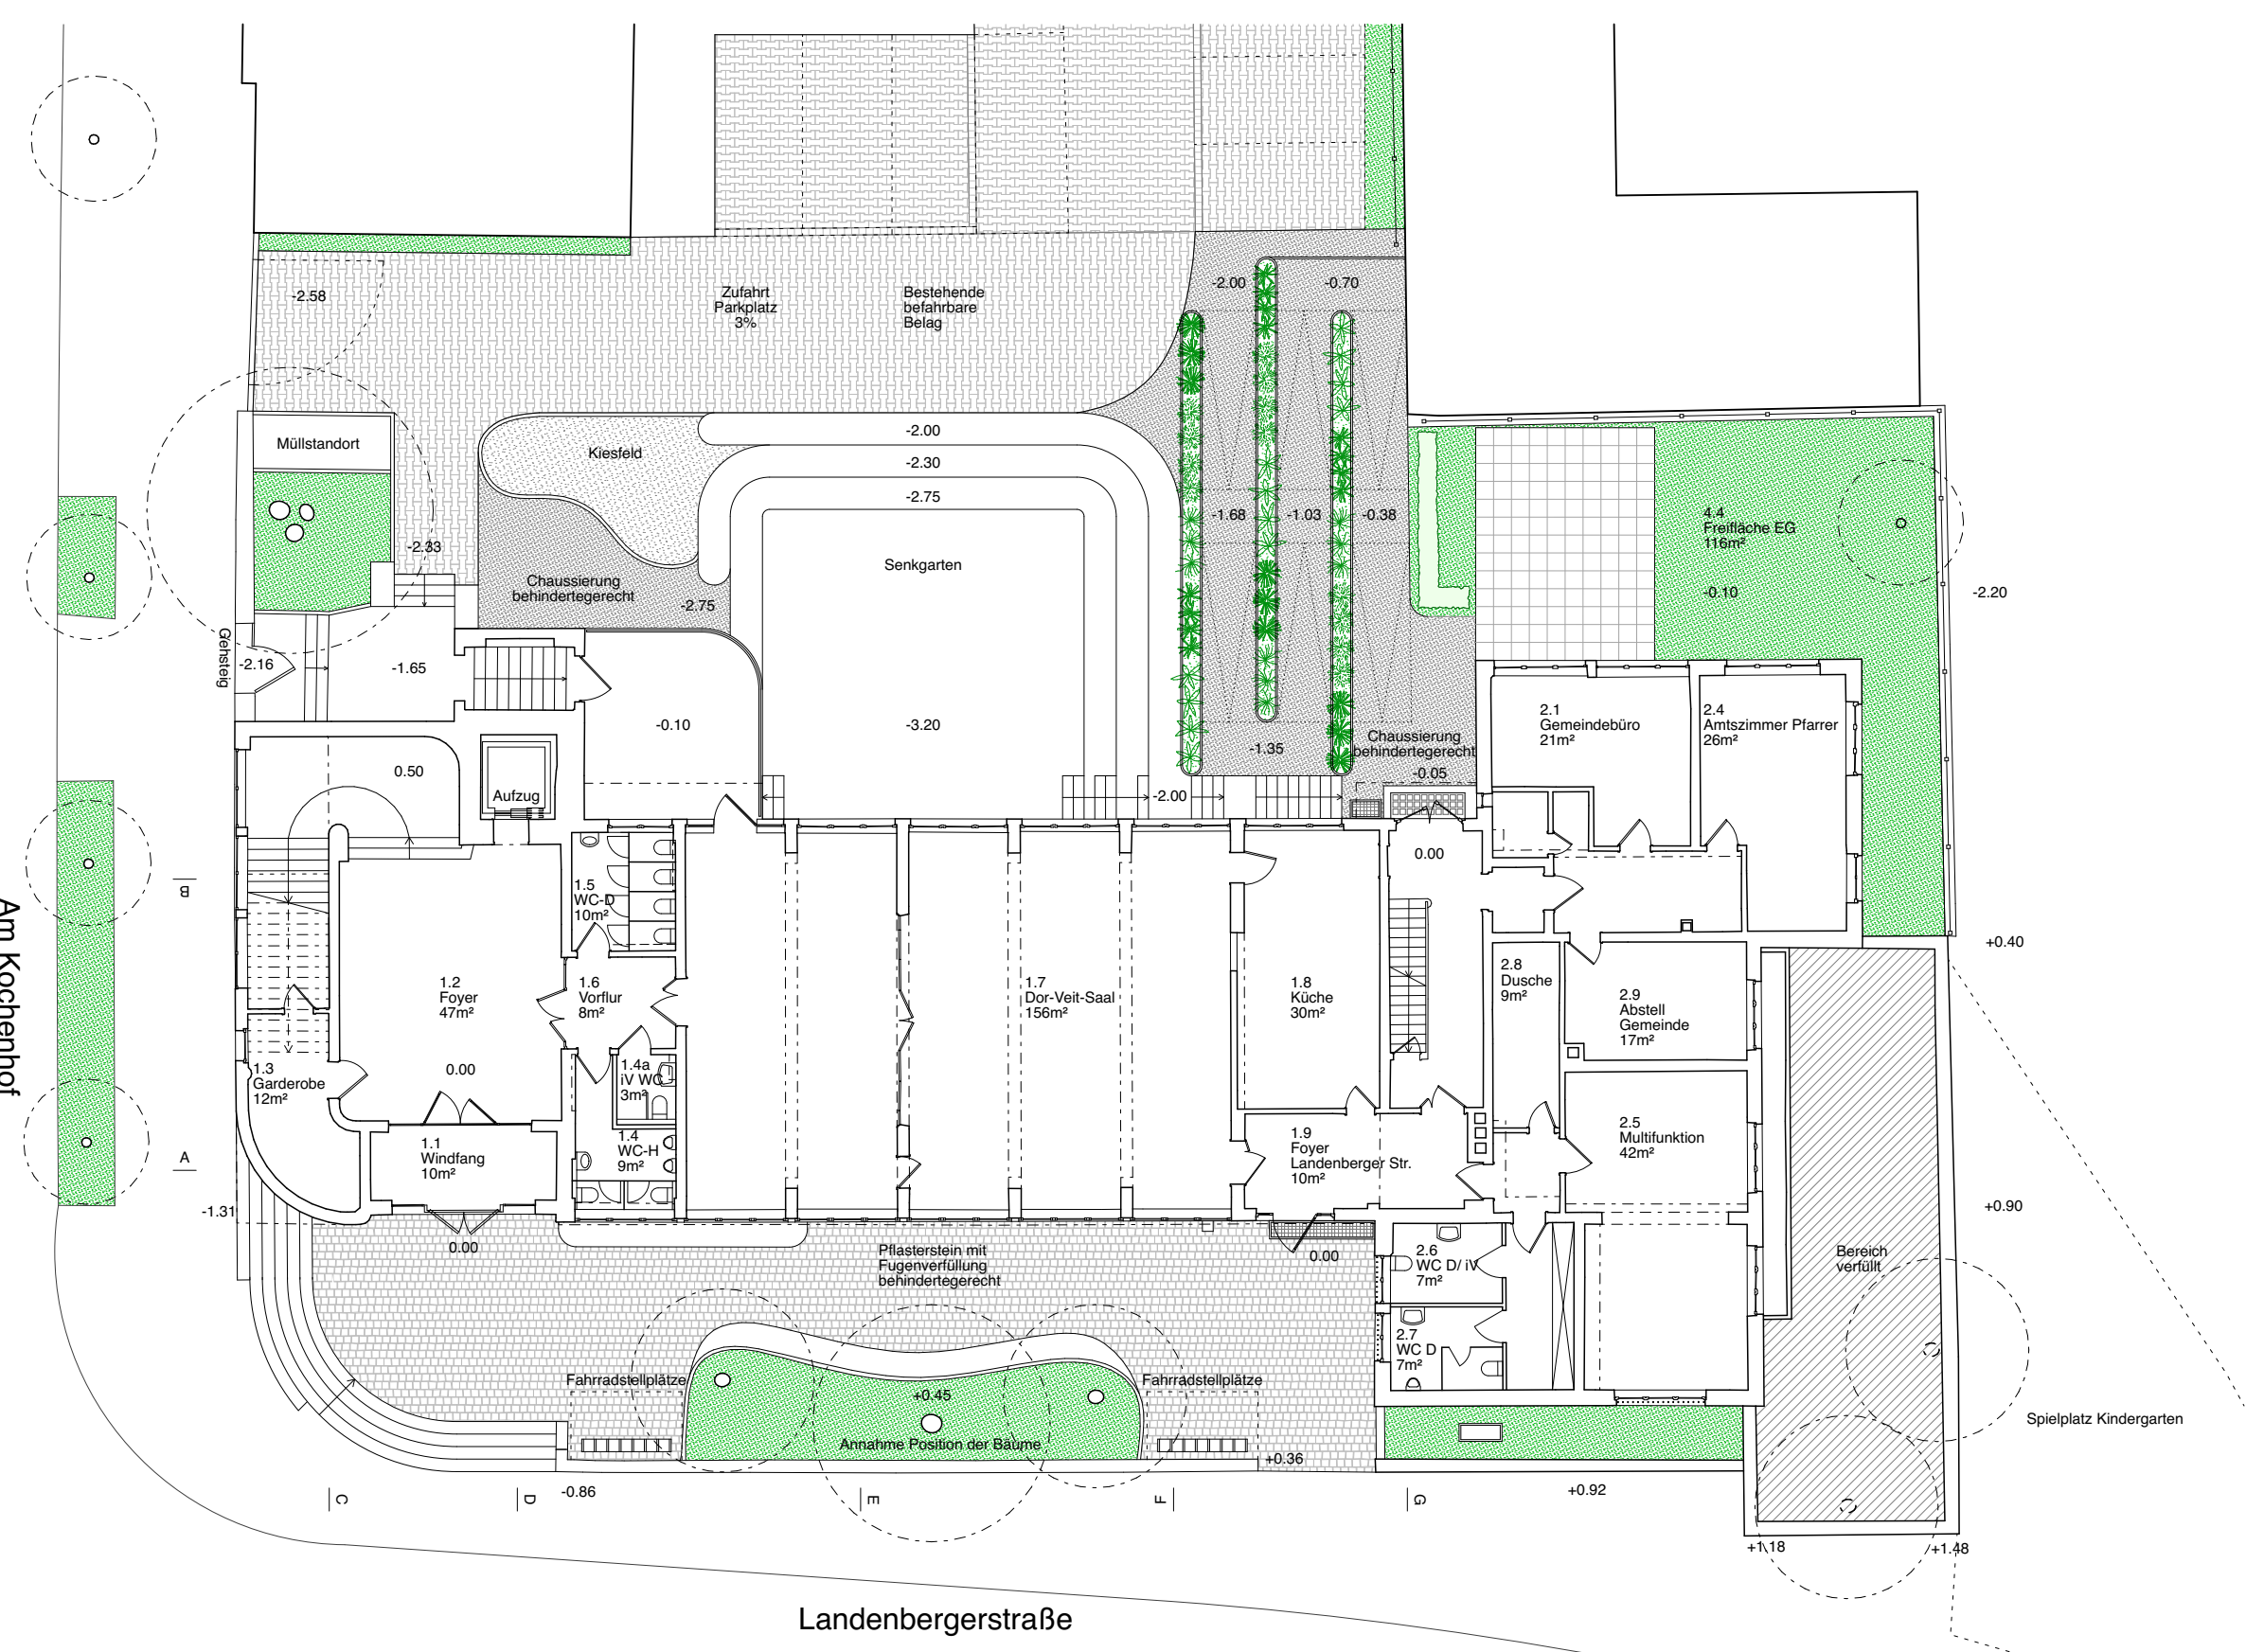 -2.58
Zufahrt
Parkplatz
3%
Bestehende
befahrbare
Belag
-2.00
-0.70
Müllstandort
Kiesfeld
-2.00
-2.30
-2.75
-2.33
Chaussierung
behindertegerecht
-2.75
Senkgarten
-1.68
-1.03
-0.38
4.4
Freifläche EG
116m²
-0.10
-2.20
Gehsteig
-2.16
-1.65
-0.10
-3.20
-1.35
Chaussierung
behindertegerecht
-0.05
2.1
Gemeindebüro
21m²
2.4
Amtszimmer Pfarrer
26m²
0.50
Aufzug
-2.00
0.00
B
1.5
WC-D
10m²
Am Kochenhof
1.2
Foyer
47m²
1.6
Vorflur
8m²
1.7
Dor-Veit-Saal
156m²
1.8
Küche
30m²
2.8
Dusche
9m²
2.9
Abstell
Gemeinde
17m²
+0.40
1.3
Garderobe
12m²
0.00
1.4a
iV WC
3m²
A
1.1
Windfang
10m²
1.4
WC-H
9m²
1.9
Foyer
Landenberger Str.
10m²
2.5
Multifunktion
42m²
-1.31
+0.90
0.00
Pflasterstein mit
Fugenverfüllung
behindertegerecht
0.00
2.6
WC D/ iV
7m²
Bereich
verfüllt
2.7
WC D
7m²
Fahrradstellplätze
+0.45
Fahrradstellplätze
Annahme Position der Bäume
+0.36
Spielplatz Kindergarten
C
D
-0.86
E
F
G
+0.92
+1.18
+1.48
Landenbergerstraße